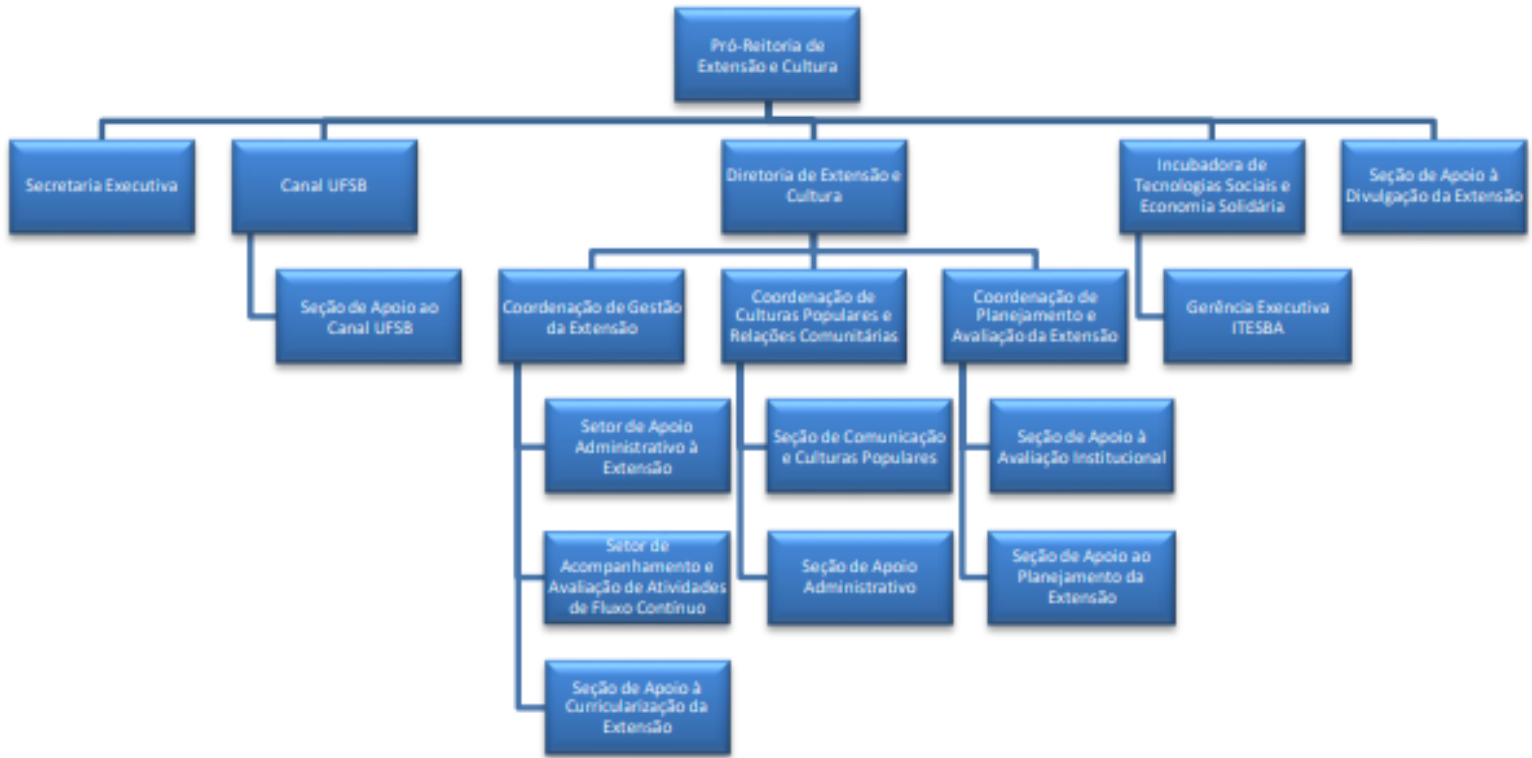 Pró-Reitoria de
Extensão e Cultura
Secretaria Executiva
Canal UFSB
Diretoria de Extensão e
Cultura
Incubadora de
Tecnologias Sociais e
Economia Solidária
Seção de Apoio à
Divulgação da Extensão
Seção de Apoio ao
Canal UFSB
Coordenação de Gestão
da Extensão
Coordenação de
Culturas Populares e
Relações Comunitárias
Coordenação de
Planejamento e
Avaliação da Extensão
Gerência Executiva
ITESBA
Setor de Apoio
Administrativo à
Extensão
Seção de Comunicação
e Culturas Populares
Seção de Apoio à
Avaliação Institucional
Setor de
Acompanhamento e
Avaliação de Atividades
de Fluxo Contínuo
Seção de Apoio
Administrativo
Seção de Apoio ao
Planejamento da
Extensão
Seção de Apoio à
Curricularização da
Extensão